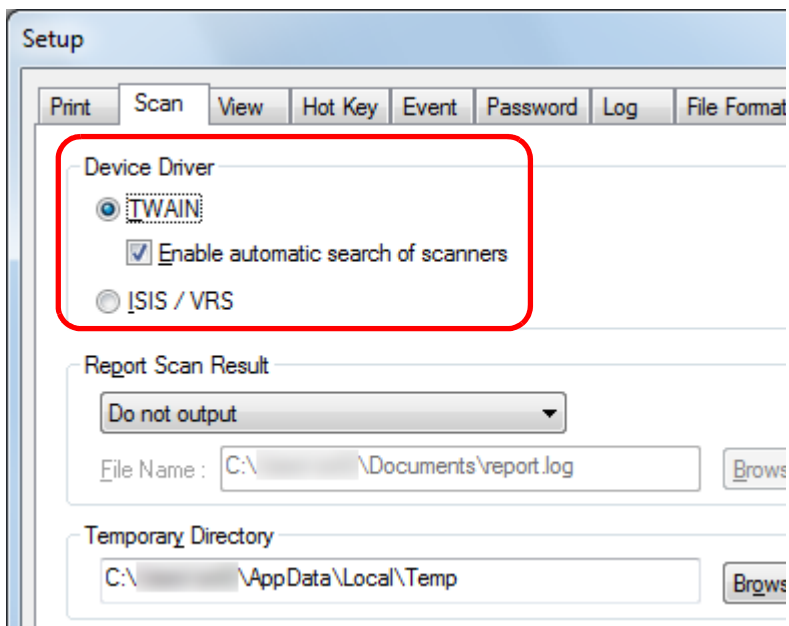 Setup
Print Scan View Hot Key Event Password Log File Format
Device Driver
TWAIN
Enable automatic search of scanners
ISIS / VRS
Report Scan Result
Do not output
File Name : C:\ \Documents\report.log Brows
Temporary Directory
C:\ \AppData\Local\Temp Brows